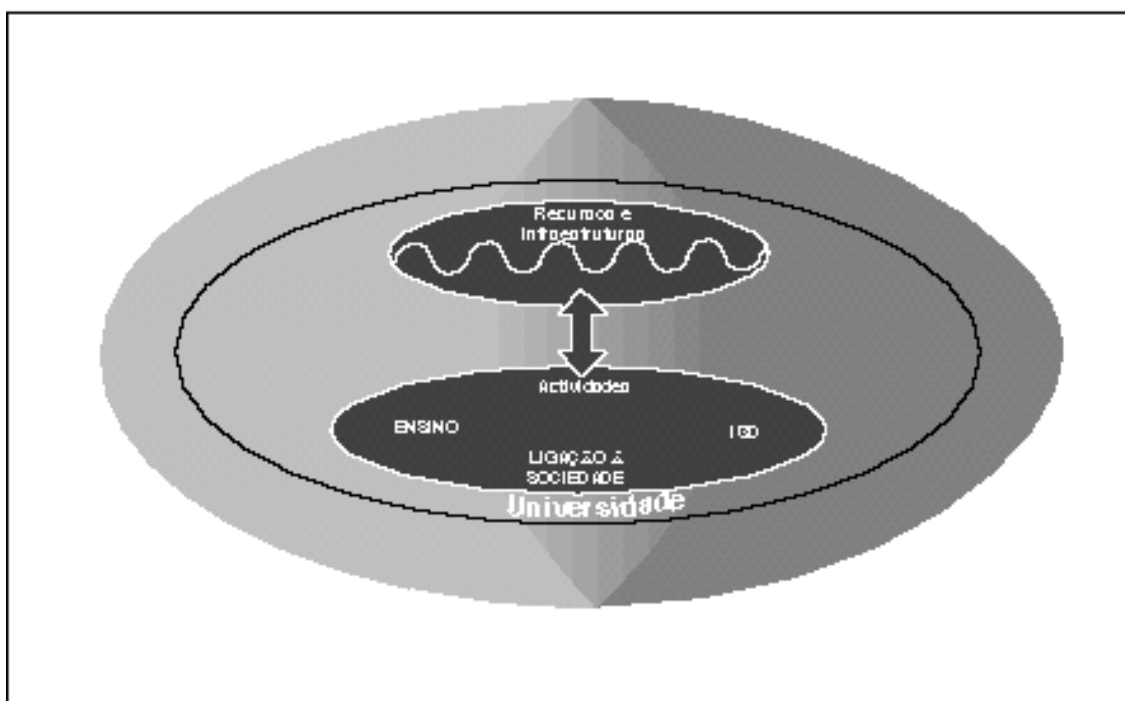 Recursos e
Infraestruturas
Actividades
ENSINO
I&D
LIGAÇÃO À
SOCIEDADE
Universidade